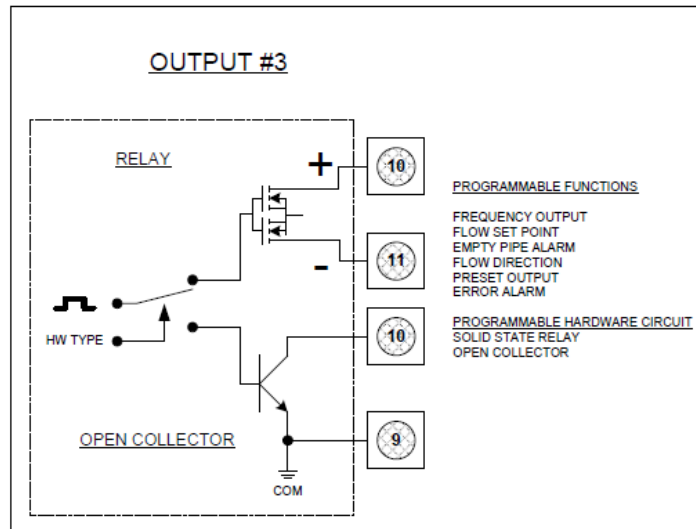 OUTPUT #3
RELAY
+
10
PROGRAMMABLE FUNCTIONS
FREQUENCY OUTPUT
FLOW SET POINT
EMPTY PIPE ALARM
FLOW DIRECTION
PRESET OUTPUT
ERROR ALARM
-
11
HW TYPE
10
PROGRAMMABLE HARDWARE CIRCUIT
SOLID STATE RELAY
OPEN COLLECTOR
OPEN COLLECTOR
9
COM